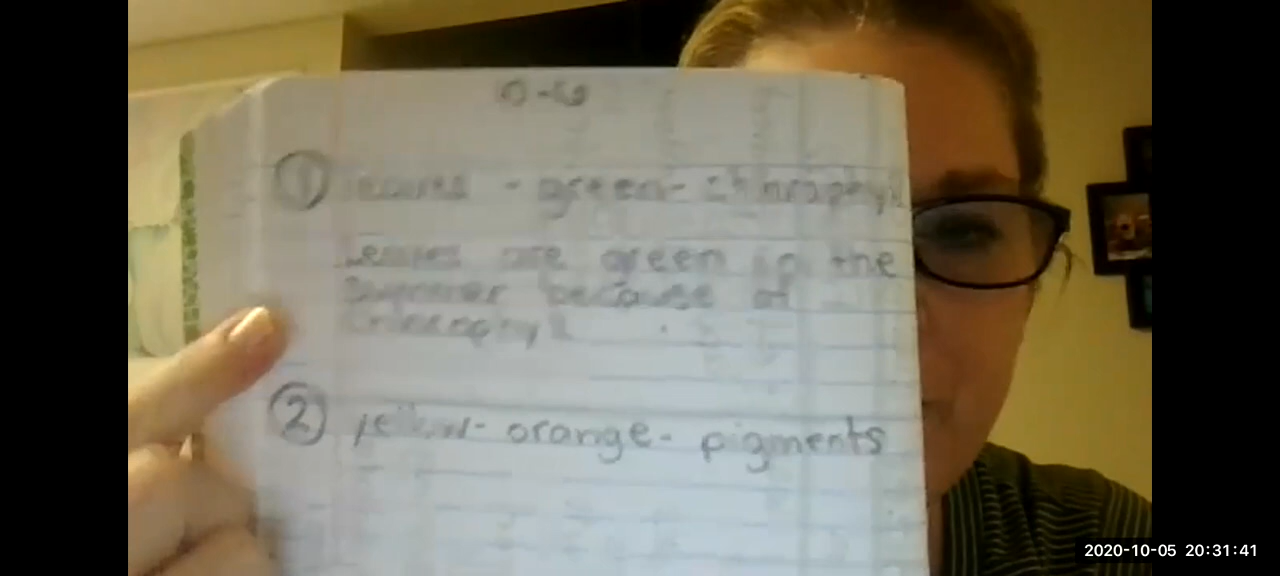 ① leaves - green - chlorophyll
Leaves are green in the
summer because of
chlorophyll
② yellow - orange - pigments
2020-10-05 20:31:41